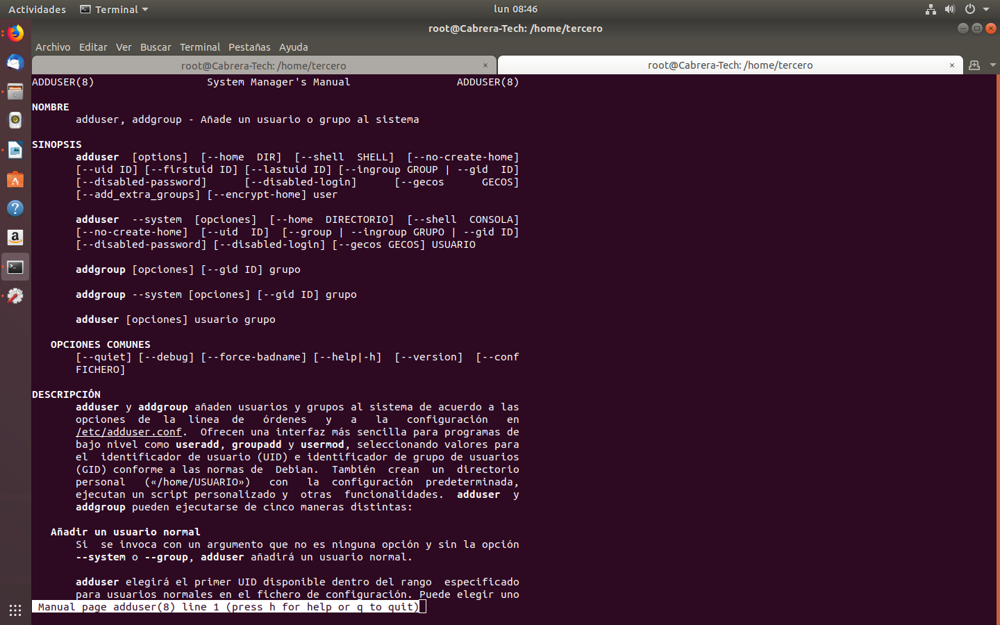 Actividades Terminal lun 08:46
root@Cabrera-Tech: /home/tercero
Archivo Editar Ver Buscar Terminal Pestañas Ayuda
root@Cabrera-Tech: /home/tercero × root@Cabrera-Tech: /home/tercero ×
ADDUSER(8) System Manager's Manual ADDUSER(8)
NOMBRE
adduser, addgroup - Añade un usuario o grupo al sistema
SINOPSIS
adduser [options] [--home DIR] [--shell SHELL] [--no-create-home]
[--uid ID] [--firstuid ID] [--lastuid ID] [--ingroup GROUP | --gid ID]
[--disabled-password] [--disabled-login] [--gecos GECOS]
[--add_extra_groups] [--encrypt-home] user
adduser --system [opciones] [--home DIRECTORIO] [--shell CONSOLA]
[--no-create-home] [--uid ID] [--group | --ingroup GRUPO | --gid ID]
[--disabled-password] [--disabled-login] [--gecos GECOS] USUARIO
addgroup [opciones] [--gid ID] grupo
addgroup --system [opciones] [--gid ID] grupo
adduser [opciones] usuario grupo
OPCIONES COMUNES
[--quiet] [--debug] [--force-badname] [--help|-h] [--version] [--conf
FICHERO]
DESCRIPCIÓN
adduser y addgroup añaden usuarios y grupos al sistema de acuerdo a las
opciones de la línea de órdenes y a la configuración en
/etc/adduser.conf. Ofrecen una interfaz más sencilla para programas de
bajo nivel como useradd, groupadd y usermod, seleccionando valores para
el identificador de usuario (UID) e identificador de grupo de usuarios
(GID) conforme a las normas de Debian. También crean un directorio
personal («/home/USUARIO») con la configuración predeterminada,
ejecutan un script personalizado y otras funcionalidades. adduser y
addgroup pueden ejecutarse de cinco maneras distintas:
Añadir un usuario normal
Si se invoca con un argumento que no es ninguna opción y sin la opción
--system o --group, adduser añadirá un usuario normal.
adduser elegirá el primer UID disponible dentro del rango especificado
para usuarios normales en el fichero de configuración. Puede elegir uno
Manual page adduser(8) line 1 (press h for help or q to quit)